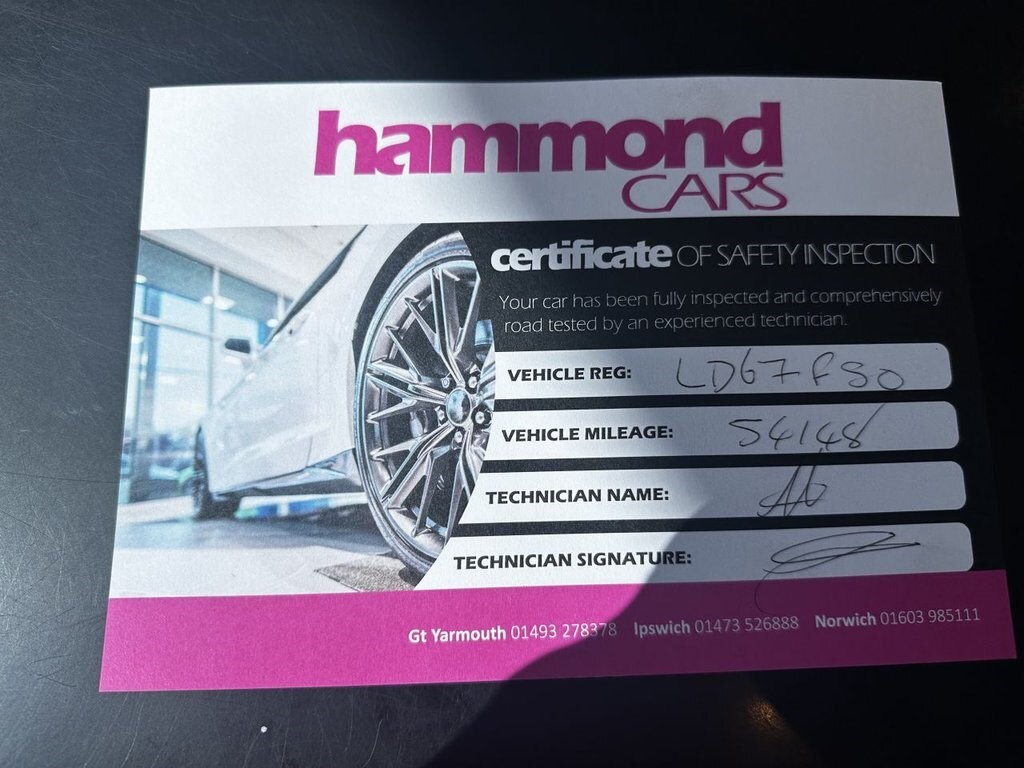 hammond
CARS
certificate OF SAFETY INSPECTION
Your car has been fully inspected and comprehensively
road tested by an experienced technician.
VEHICLE REG: LD67 FSO
VEHICLE MILEAGE: 54148
TECHNICIAN NAME:
TECHNICIAN SIGNATURE:
Gt Yarmouth 01493 278378 Ipswich 01473 526888 Norwich 01603 985111